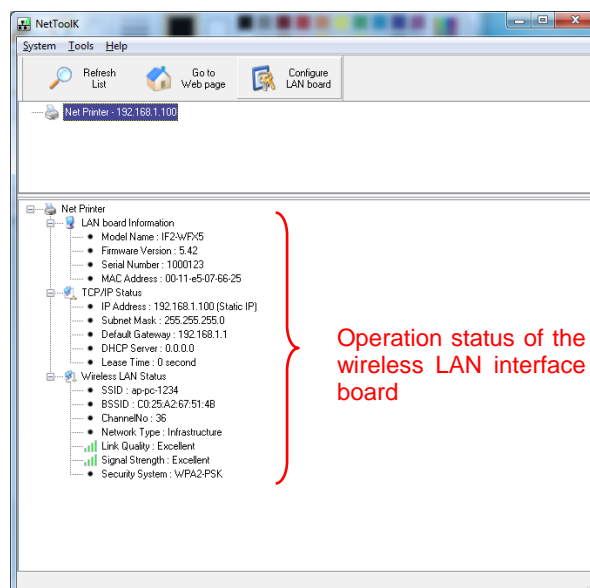 NetToolK
System Tools Help
Refresh
List
Go to
Web page
Configure
LAN board
Net Printer - 192.168.1.100
Net Printer
LAN board Information
Model Name : IF2-WFX5
Firmware Version : 5.42
Serial Number : 1000123
MAC Address : 00-11-e5-07-66-25
TCP/IP Status
IP Address : 192.168.1.100 (Static IP)
Subnet Mask : 255.255.255.0
Default Gateway : 192.168.1.1
DHCP Server : 0.0.0.0
Lease Time : 0 second
Wireless LAN Status
SSID : ap-pc-1234
BSSID : C0:25:A2:67:51:4B
ChannelNo : 36
Network Type : Infrastructure
Link Quality : Excellent
Signal Strength : Excellent
Security System : WPA2-PSK
Operation status of the
wireless LAN interface
board